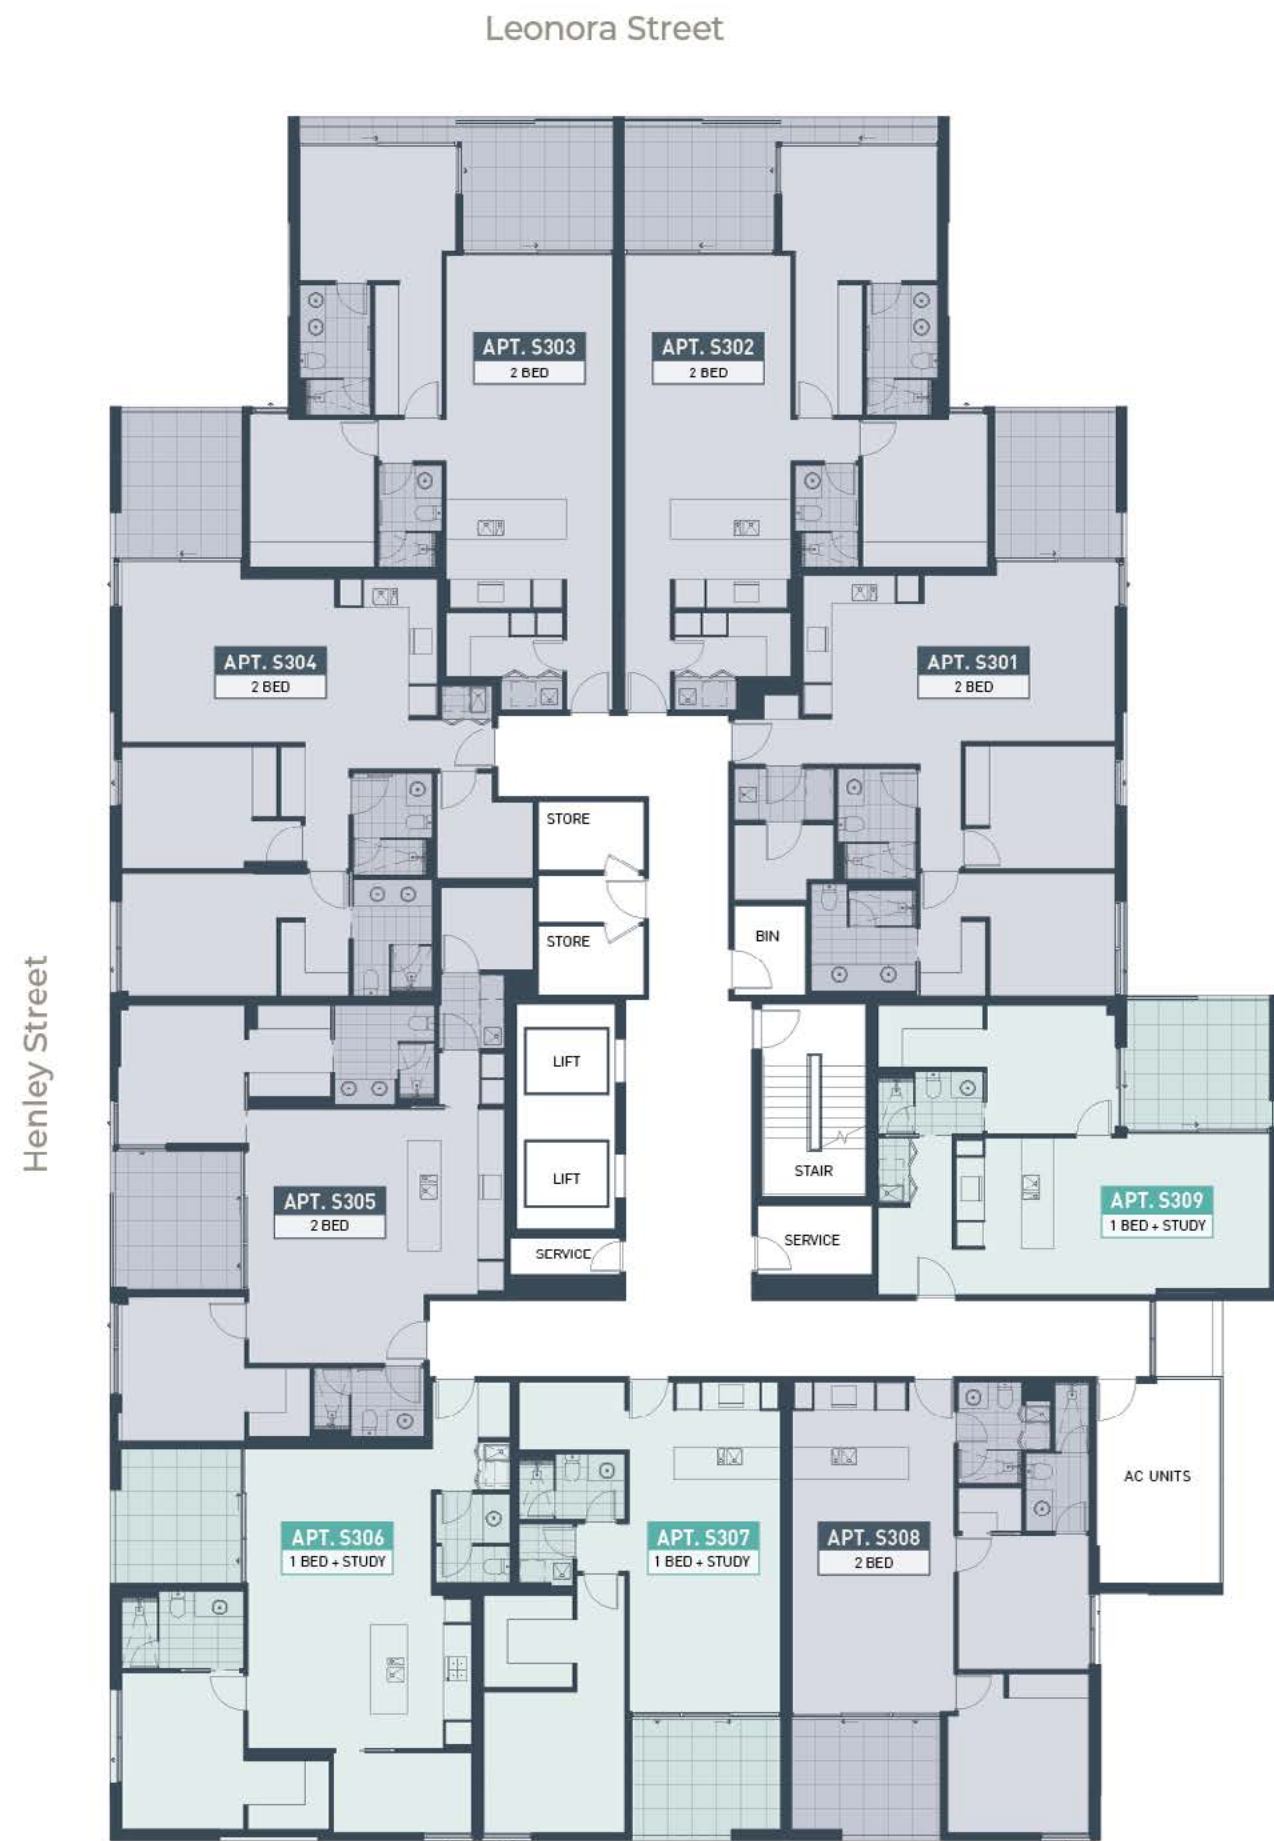 Leonora Street
APT. S303
2 BED
APT. S302
2 BED
APT. S304
2 BED
APT. S301
2 BED
STORE
STORE
BIN
Henley Street
LIFT
LIFT
STAIR
APT. S305
2 BED
APT. S309
1 BED + STUDY
SERVICE
SERVICE
AC UNITS
APT. S306
1 BED + STUDY
APT. S307
1 BED + STUDY
APT. S308
2 BED